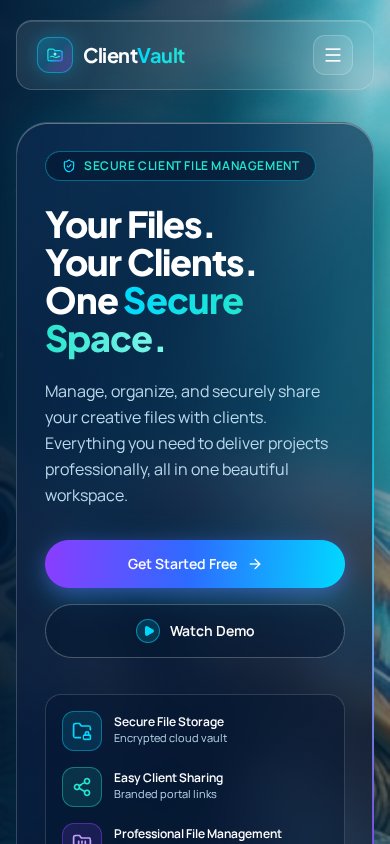 ClientVault
SECURE CLIENT FILE MANAGEMENT
Your Files.
Your Clients.
One Secure
Space.
Manage, organize, and securely share
your creative files with clients.
Everything you need to deliver projects
professionally, all in one beautiful
workspace.
Get Started Free
Watch Demo
Secure File Storage
Encrypted cloud vault
Easy Client Sharing
Branded portal links
Professional File Management